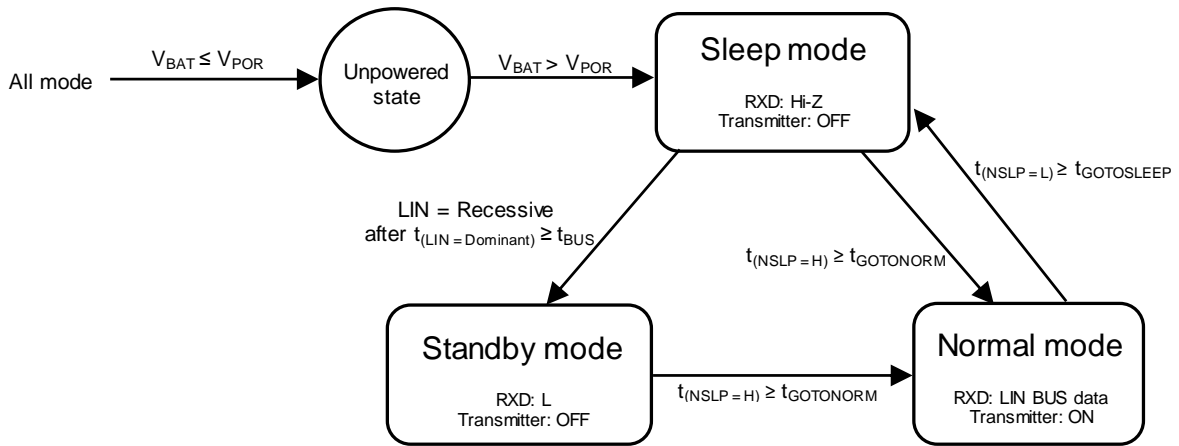 All mode
VBAT ≤ VPOR
Unpowered
state
VBAT > VPOR
Sleep mode
RXD: Hi-Z
Transmitter: OFF
t(NSLP = L) ≥ tGOTOSLEEP
LIN = Recessive
after t(LIN = Dominant) ≥ tBUS
t(NSLP = H) ≥ tGOTONORM
Standby mode
RXD: L
Transmitter: OFF
t(NSLP = H) ≥ tGOTONORM
Normal mode
RXD: LIN BUS data
Transmitter: ON